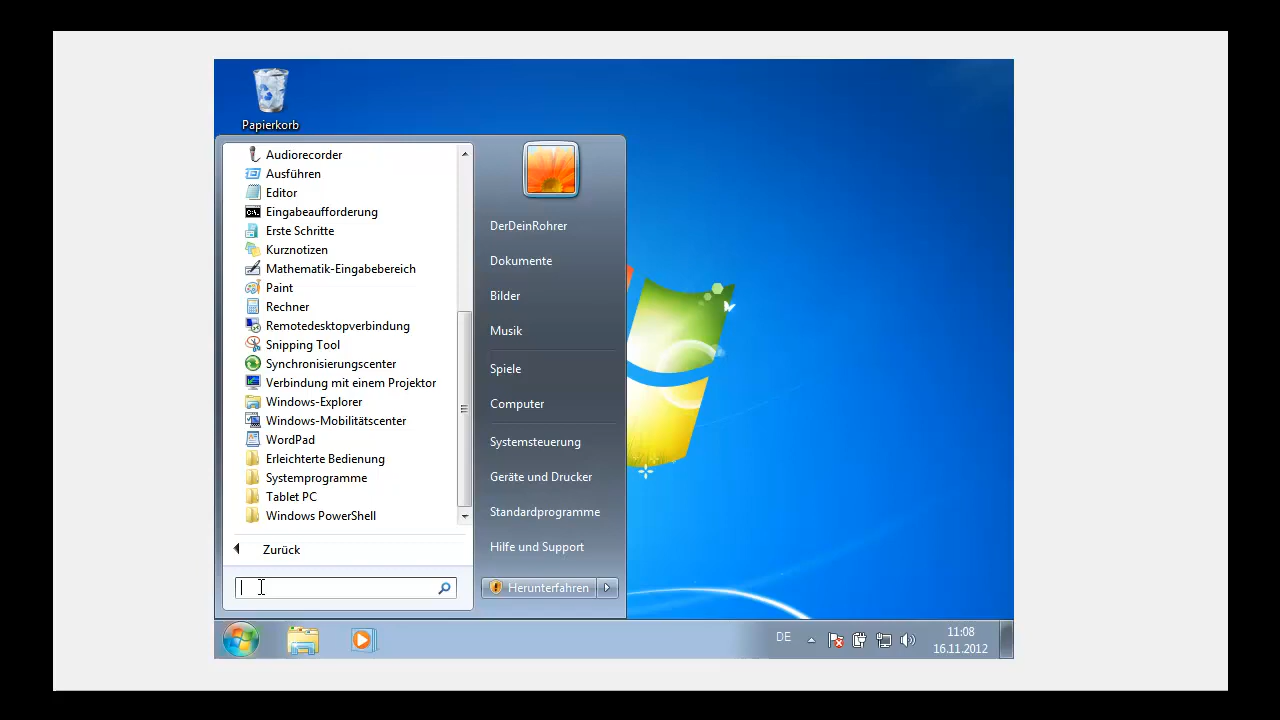 Papierkorb
Audiorecorder
Ausführen
Editor
Eingabeaufforderung
Erste Schritte
Kurznotizen
Mathematik-Eingabebereich
Paint
Rechner
Remotedesktopverbindung
Snipping Tool
Synchronisierungscenter
Verbindung mit einem Projektor
Windows-Explorer
Windows-Mobilitätscenter
WordPad
Erleichterte Bedienung
Systemprogramme
Tablet PC
Windows PowerShell
Zurück
DerDeinRohrer
Dokumente
Bilder
Musik
Spiele
Computer
Systemsteuerung
Geräte und Drucker
Standardprogramme
Hilfe und Support
Herunterfahren
DE
11:08
16.11.2012